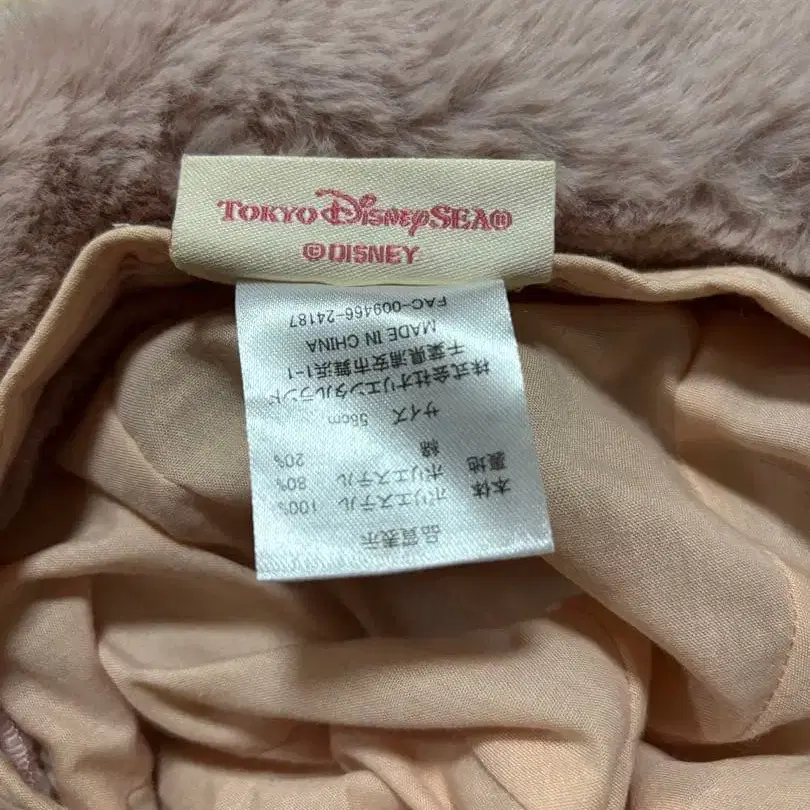 TOKYO DISNEYSEA®
© DISNEY
品質表示
本体 ポリエステル 100%
裏地 ポリエステル 80%
綿 20%
サイズ 58cm
株式会社オリエンタルランド
千葉県浦安市舞浜1-1
MADE IN CHINA
FAC-009466-24187